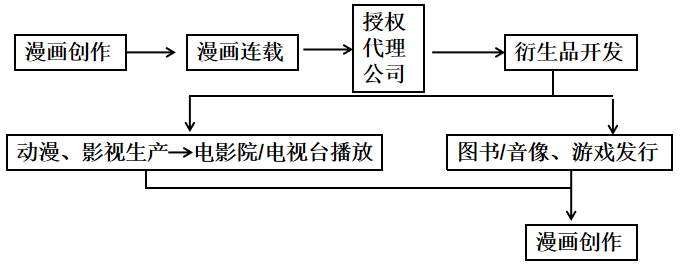 漫画创作
漫画连载
授权
代理
公司
衍生品开发
动漫、影视生产
电影院/电视台播放
图书/音像、游戏发行
漫画创作